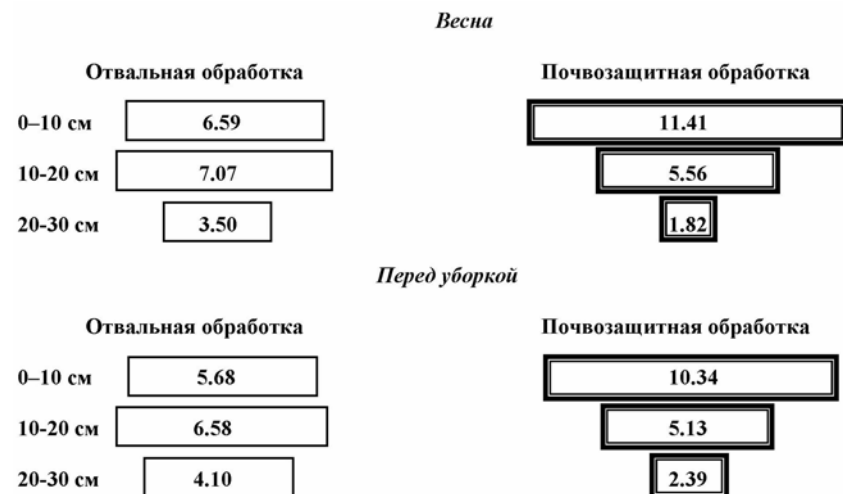 Весна
Отвальная обработка Почвозащитная обработка
0–10 см 6.59 11.41
10-20 см 7.07 5.56
20-30 см 3.50 1.82
Перед уборкой
Отвальная обработка Почвозащитная обработка
0–10 см 5.68 10.34
10-20 см 6.58 5.13
20-30 см 4.10 2.39